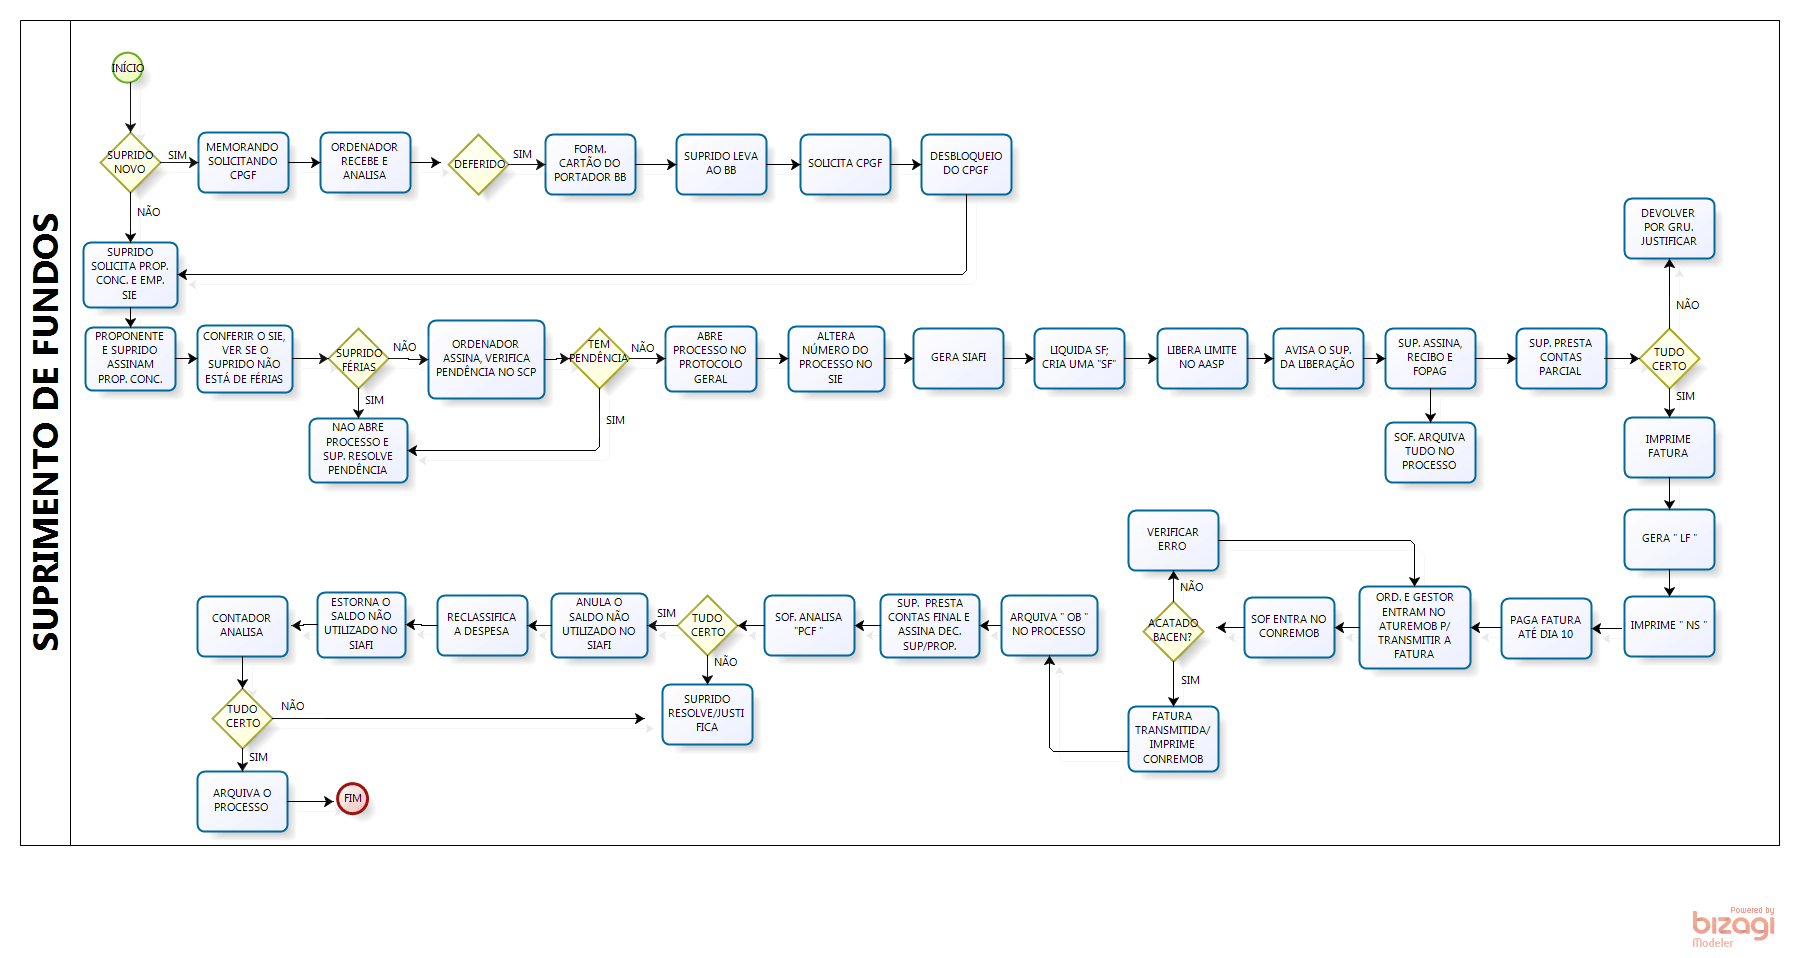 SUPRIMENTO DE FUNDOS
INÍCIO
SUPRIDO
NOVO
SIM
MEMORANDO
SOLICITANDO
CPGF
ORDENADOR
RECEBE E
ANALISA
DEFERIDO
SIM
FORM.
CARTÃO DO
PORTADOR BB
SUPRIDO LEVA
AO BB
SOLICITA CPGF
DESBLOQUEIO
DO CPGF
NÃO
SUPRIDO
SOLICITA PROP.
CONC. E EMP.
SIE
PROPONENTE
E SUPRIDO
ASSINAM
PROP. CONC.
CONFERIR O SIE,
VER SE O
SUPRIDO NÃO
ESTÁ DE FÉRIAS
SUPRIDO
FÉRIAS
NÃO
SIM
ORDENADOR
ASSINA, VERIFICA
PENDÊNCIA NO SCP
TEM
PENDÊNCIA
NÃO
SIM
NAO ABRE
PROCESSO E
SUP. RESOLVE
PENDÊNCIA
ABRE
PROCESSO NO
PROTOCOLO
GERAL
ALTERA
NÚMERO DO
PROCESSO NO
SIE
GERA SIAFI
LIQUIDA SF;
CRIA UMA "SF"
LIBERA LIMITE
NO AASP
AVISA O SUP.
DA LIBERAÇÃO
SUP. ASSINA,
RECIBO E
FOPAG
SOF. ARQUIVA
TUDO NO
PROCESSO
SUP. PRESTA
CONTAS
PARCIAL
TUDO
CERTO
NÃO
DEVOLVER
POR GRU.
JUSTIFICAR
SIM
IMPRIME
FATURA
GERA " LF "
IMPRIME " NS "
PAGA FATURA
ATÉ DIA 10
ORD. E GESTOR
ENTRAM NO
ATUREMOB P/
TRANSMITIR A
FATURA
SOF ENTRA NO
CONREMOB
ACATADO
BACEN?
NÃO
VERIFICAR
ERRO
SIM
FATURA
TRANSMITIDA/
IMPRIME
CONREMOB
ARQUIVA " OB "
NO PROCESSO
SUP. PRESTA
CONTAS FINAL E
ASSINA DEC.
SUP/PROP.
SOF. ANALISA
"PCF "
TUDO
CERTO
SIM
NÃO
SUPRIDO
RESOLVE/JUSTI
FICA
ANULA O
SALDO NÃO
UTILIZADO NO
SIAFI
RECLASSIFICA
A DESPESA
ESTORNA O
SALDO NÃO
UTILIZADO NO
SIAFI
CONTADOR
ANALISA
TUDO
CERTO
NÃO
SIM
ARQUIVA O
PROCESSO
FIM
Powered by
bizagi
Modeler